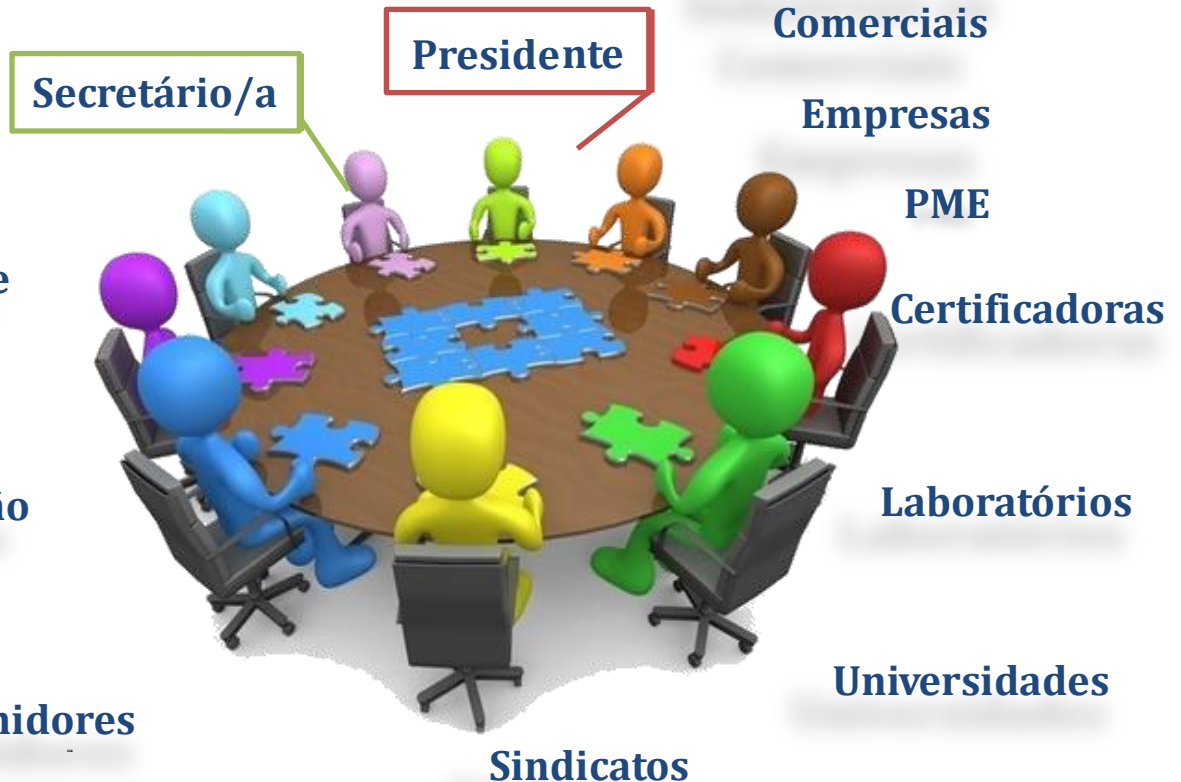 Comerciais
Presidente
Secretário/a
Empresas
PME
Certificadoras
Laboratórios
Universidades
Sindicatos